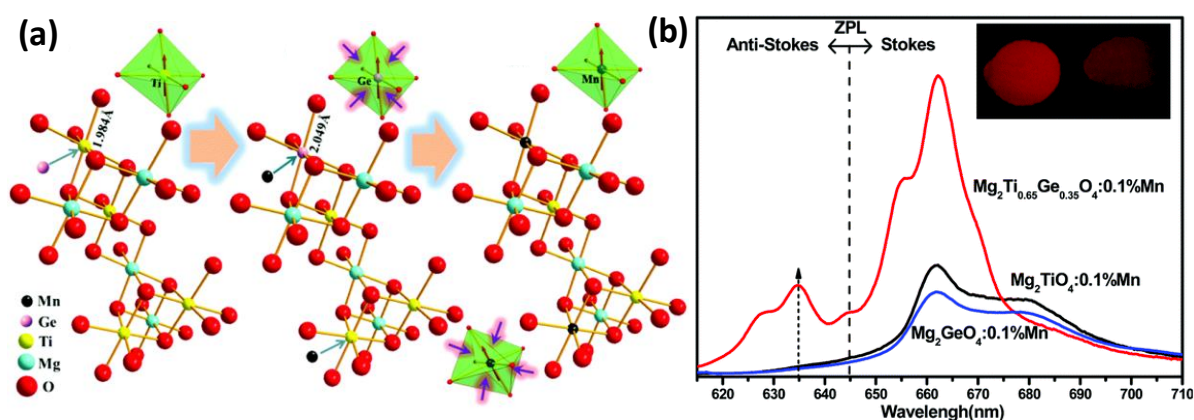 (a)
Ti
Ge
Mn
1.984Å
2.049Å
Mn
Ge
Ti
Mg
O
(b)
ZPL
Anti-Stokes
Stokes
Mg₂Ti₀.₆₅Ge₀.₃₅O₄:0.1%Mn
Mg₂TiO₄:0.1%Mn
Mg₂GeO₄:0.1%Mn
620 630 640 650 660 670 680 690 700 710
Wavelengh(nm)